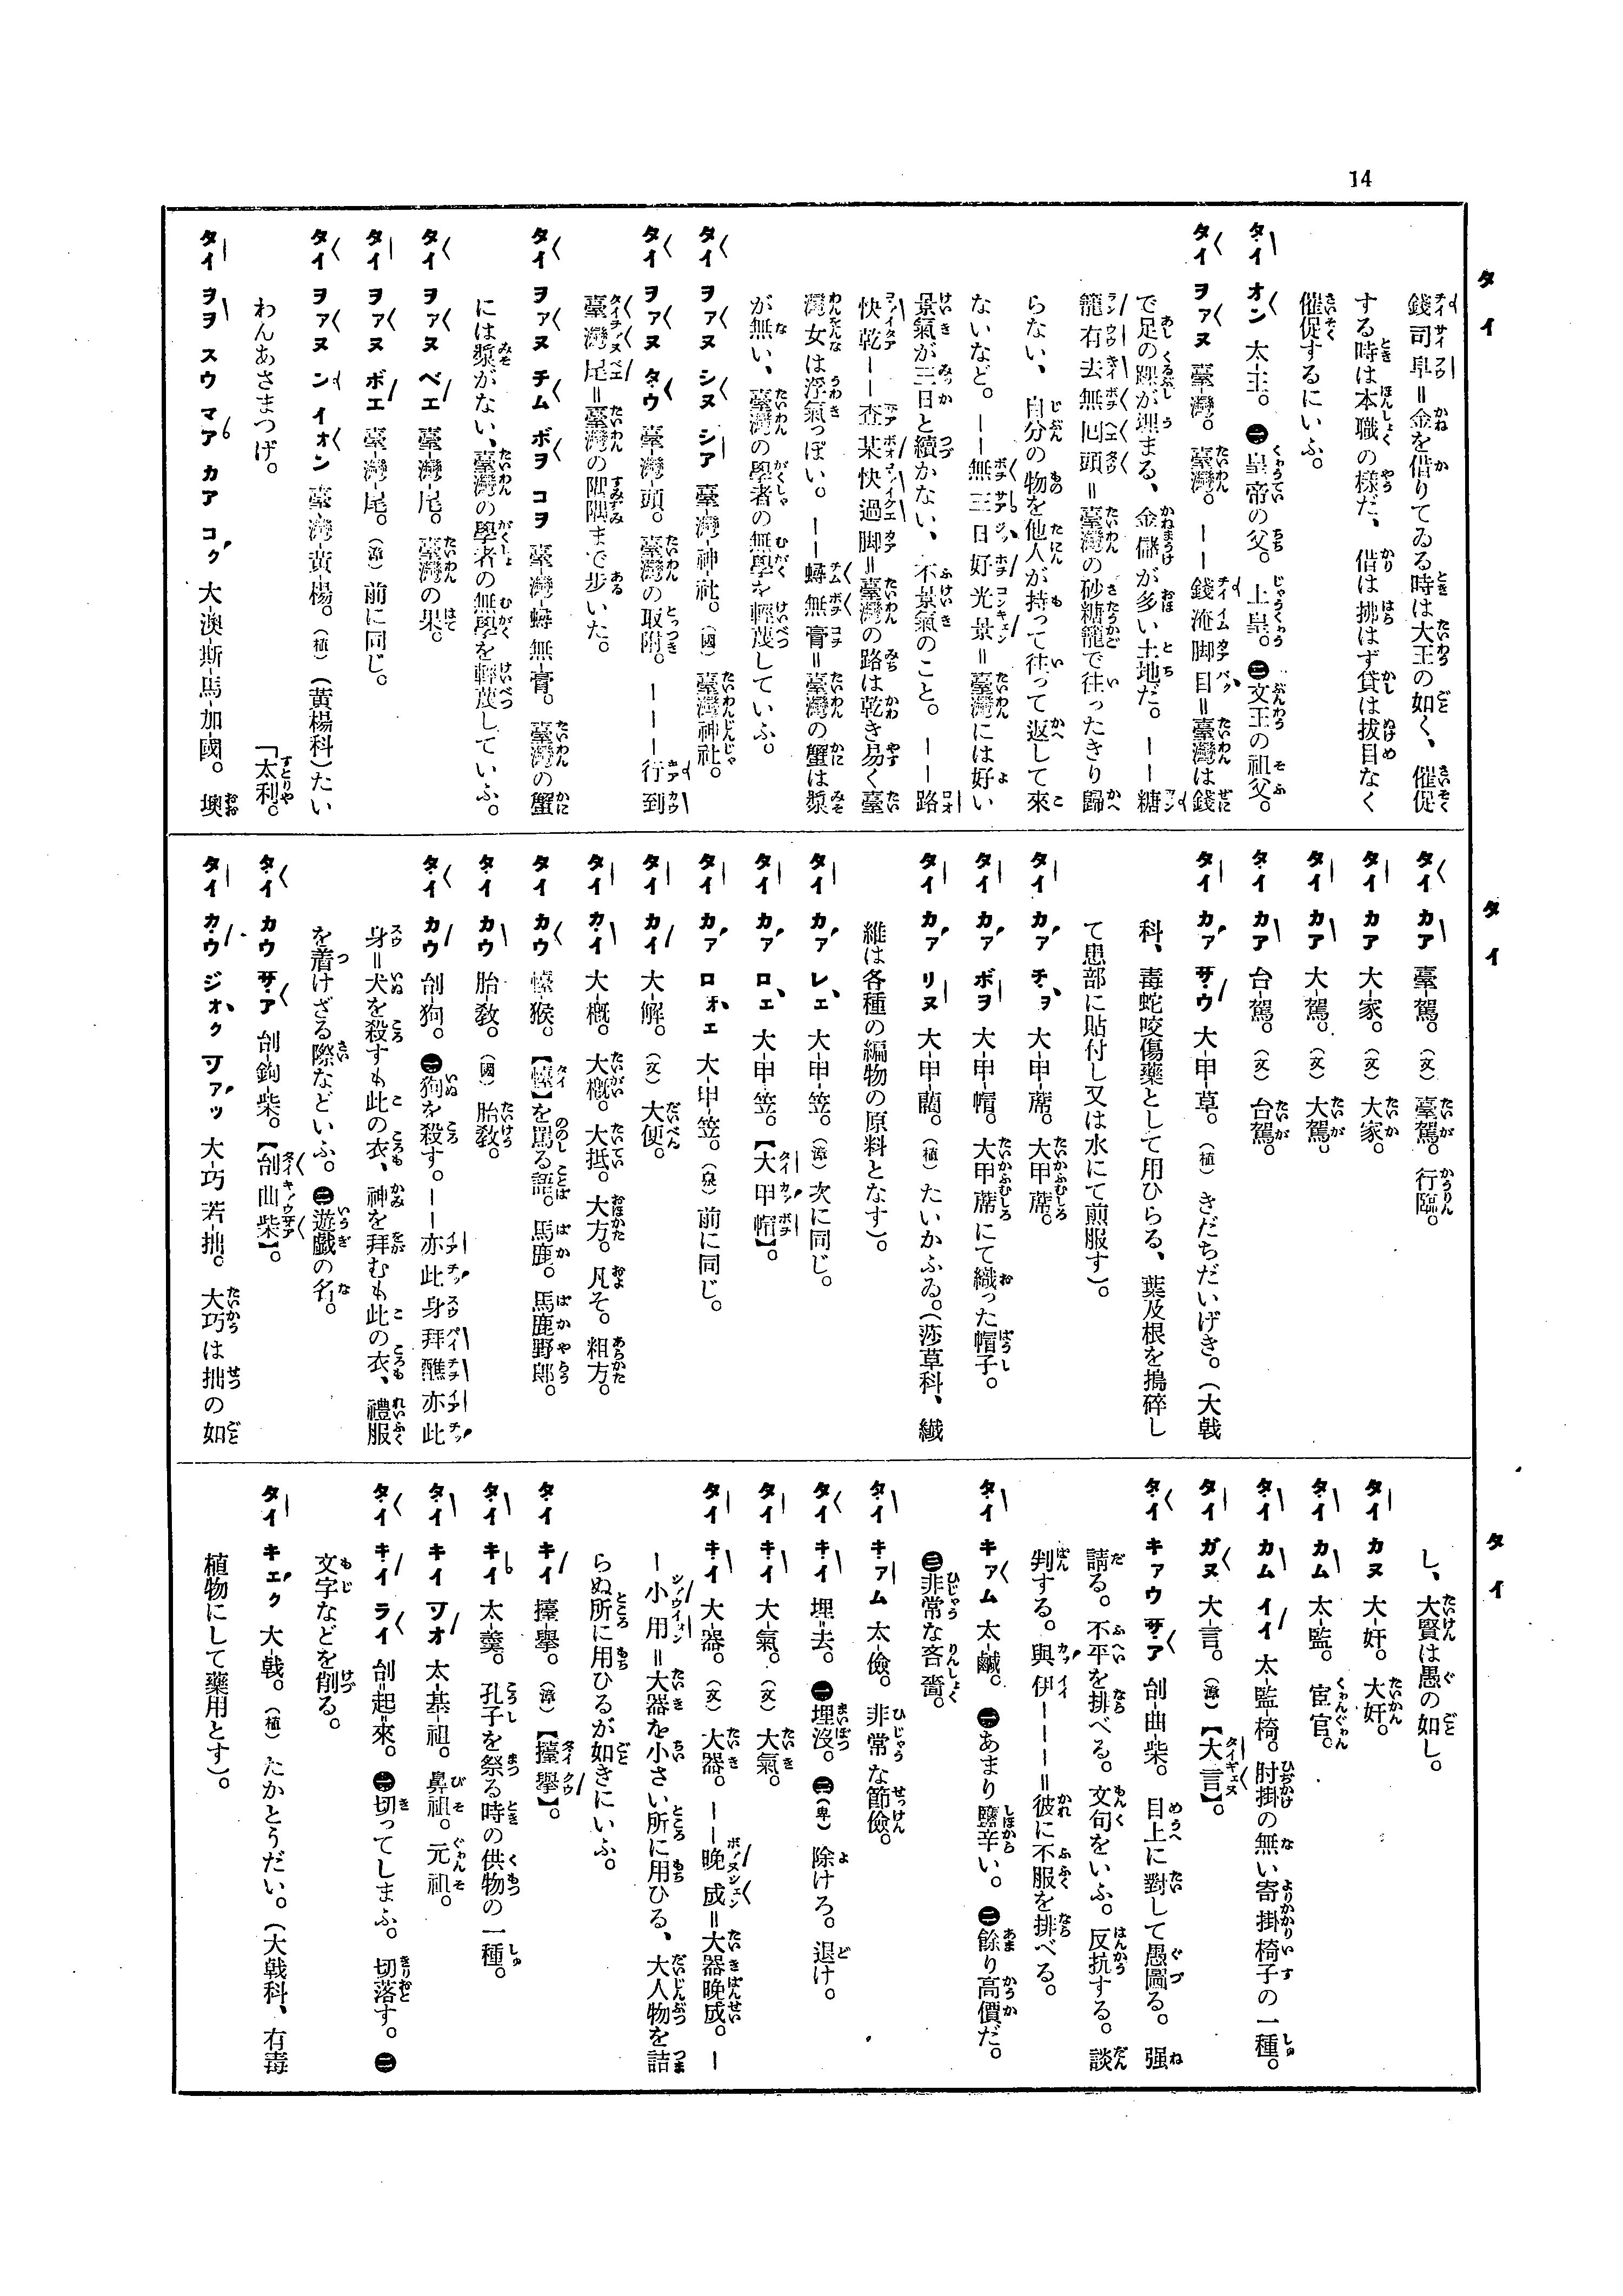 14
タイ
錢司阜＝金を借りてゐる時は大王の如く、催促
する時は本職の樣だ、借は拂はず貸は拔目なく
催促するにいふ。
タイ オン 太-王。㊀皇帝の父。上皇。㊁文王の祖父。
タイ ヲァヌ 臺-灣。臺灣。——錢淹脚目＝臺灣は錢
で足の踝が埋まる、金儲が多い土地だ。——糖
籠有去無回頭＝臺灣の砂糖籠で往ったきり歸
らない、自分の物を他人が持って往って返して來
ないなど。——無三日好光景＝臺灣には好い
景氣が三日と續かない、不景氣のこと。——路
快乾——查某快過脚＝臺灣の路は乾き易く臺
灣女は浮氣っぽい。——蟳無膏＝臺灣の蟹は漿
が無い、臺灣の學者の無學を輕蔑していふ。
タイ ヲァヌ シヌ シア 臺-灣-神-社。(國) 臺灣神社。
タイ ヲァヌ タウ 臺-灣-頭。臺灣の取附。———行到
臺灣尾＝臺灣の隅隅まで步いた。
タイ ヲァヌ チム ボヲ コヲ 臺-灣-蟳 無-膏。臺灣の蟹
には漿がない、臺灣の學者の無學を輕蔑していふ。
タイ ヲァヌ ベエ 臺-灣-尾。臺灣の果。
タイ ヲァヌ ボエ 臺-灣-尾。(漳) 前に同じ。
タイ ヲァヌ ンイオン 臺-灣-黃-楊。(植) (黃楊科)たい
わんあさまつげ。 「太利。
タイ ヲヲ スウ マア カア コク 大-澳-斯-馬-加-國。墺
タイ
タイ カア 臺-駕。(文) 臺駕。行臨。
タイ カア 大-家。(文) 大家。
タイ カア 大-駕。(文) 大駕。
タイ カア 台-駕。(文) 台駕。
タイ カァ サウ 大-甲-草。(植) きだちだいげき。(大戟
科、毒蛇咬傷藥として用ひらる、葉及根を搗碎し
て患部に貼付し又は水にて煎服す)。
タイ カァ チヲ 大-甲-蓆。大甲蓆。
タイ カァ ボヲ 大-甲-帽。大甲蓆にて織った帽子。
タイ カァ リヌ 大-甲-藺。(植) たいかふゐ。(莎草科、纖
維は各種の編物の原料となす)。
タイ カァ レエ 大-甲-笠。(漳) 次に同じ。
タイ カァ ロエ 大-甲-笠。【大甲帽】。
タイ カァ ロォエ 大-甲-笠。(泉) 前に同じ。
タイ カイ 大-解。(文) 大便。
タイ カイ 大-槪。大槪。大抵。大方。凡そ。粗方。
タイ カウ 懛-猴。【懛】を罵る語。馬鹿。馬鹿野郞。
タイ カウ 胎-敎。(國) 胎敎。
タイ カウ 刣-狗。㊀狗を殺す。——亦此身拜醮亦此
身＝犬を殺すも此の衣、神を拜むも此の衣、禮服
を着けざる際などいふ。㊁遊戲の名。
タイ カウ サア 刣-鉤-柴。【刣曲柴】。
タイ カウ ジオク ツァッ 大-巧 若-拙。大巧は拙の如
タイ
し、大賢は愚の如し。
タイ カヌ 大-奸。大奸。
タイ カム 太-監。宦官。
タイ カム イイ 太-監-椅。肘掛の無い寄掛椅子の一種。
タイ ガヌ 大-言。(漳) 【大言】。
タイ キァウ サア 刣-曲-柴。目上に對して愚圖る。强
請る。不平を排べる。文句をいふ。反抗する。談
判する。與伊———＝彼に不服を排べる。
タイ キァム 太-鹹。㊀あまり鹽辛い。㊁餘り高價だ。
㊂非常な吝嗇。
タイ キァム 太-儉。非常な節儉。
タイ キイ 埋-去。㊀埋沒。㊁(卑) 除けろ。退け。
タイ キイ 大-氣。(文) 大氣。
タイ キイ 大-器。(文) 大器。——晚成＝大器晚成。—
—小用＝大器を小さい所に用ひる、大人物を詰
らぬ所に用ひるが如きにいふ。
タイ キイ 擡-擧。(漳) 【擡擧】。
タイ キイ 太-羹。孔子を祭る時の供物の一種。
タイ キイ ツオ 太-基-祖。鼻祖。元祖。
タイ キイ ライ 刣=起-來。㊀切ってしまふ。切落す。㊁
文字などを削る。
タイ キエク 大-戟。(植) たかとうだい。(大戟科、有毒
植物にして藥用とす)。